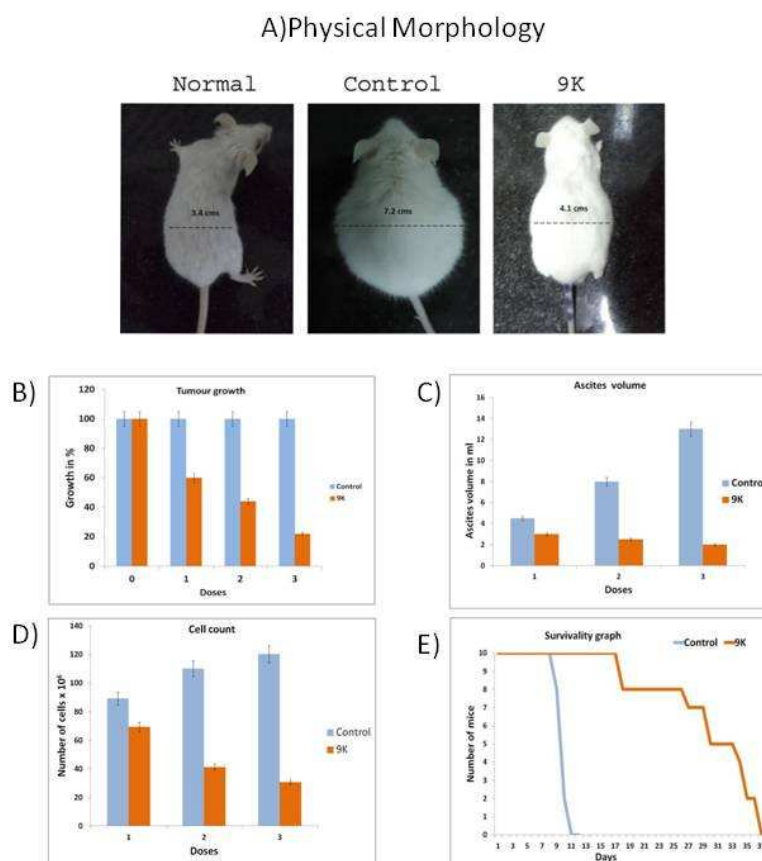 A)Physical Morphology
Normal
Control
9K
3.4 cms
7.2 cms
4.1 cms
B)
Tumour growth
Growth in %
120
100
80
60
40
20
0
0 1 2 3
Doses
Control
9K
C)
Ascites volume
Ascites volume in ml
16
14
12
10
8
6
4
2
0
1 2 3
Doses
Control
9K
D)
Cell count
Number of cells x 10⁶
140
120
100
80
60
40
20
0
1 2 3
Doses
Control
9K
E)
Survivality graph
Control 9K
Number of mice
10
9
8
7
6
5
4
3
2
1
0
1 3 5 7 9 11 13 15 17 19 21 23 25 27 29 31 33 35
Days